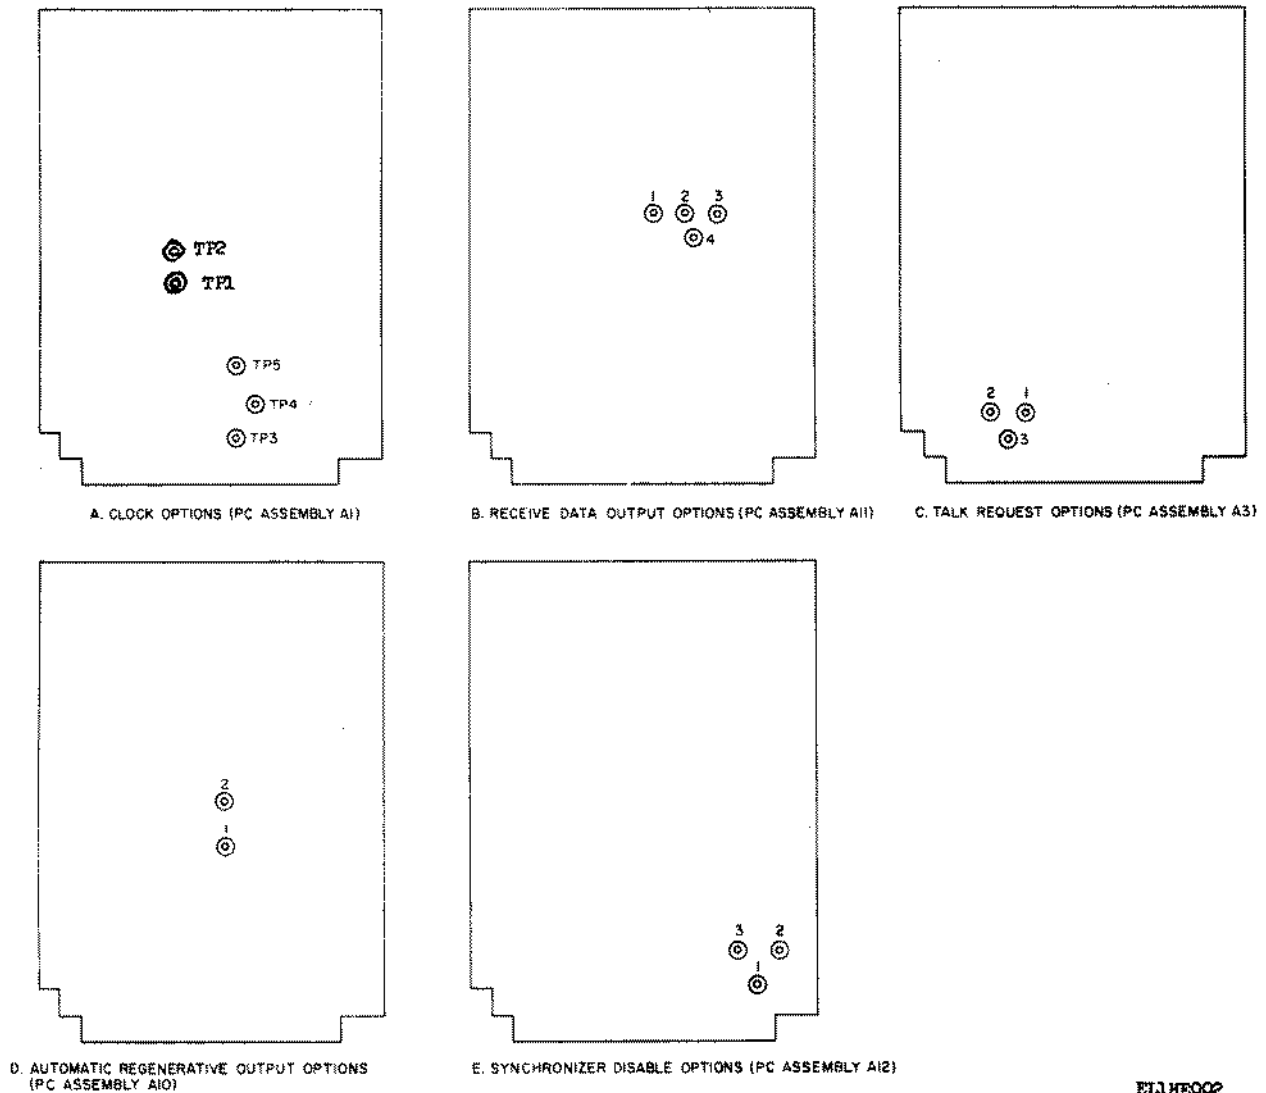 TP2
TP1
TP5
TP4
TP3
A. CLOCK OPTIONS (PC ASSEMBLY A1)
1 2 3
4
B. RECEIVE DATA OUTPUT OPTIONS (PC ASSEMBLY A11)
2 1
3
C. TALK REQUEST OPTIONS (PC ASSEMBLY A3)
2
1
D. AUTOMATIC REGENERATIVE OUTPUT OPTIONS
(PC ASSEMBLY A10)
3 2
1
E. SYNCHRONIZER DISABLE OPTIONS (PC ASSEMBLY A12)
EL1HE002